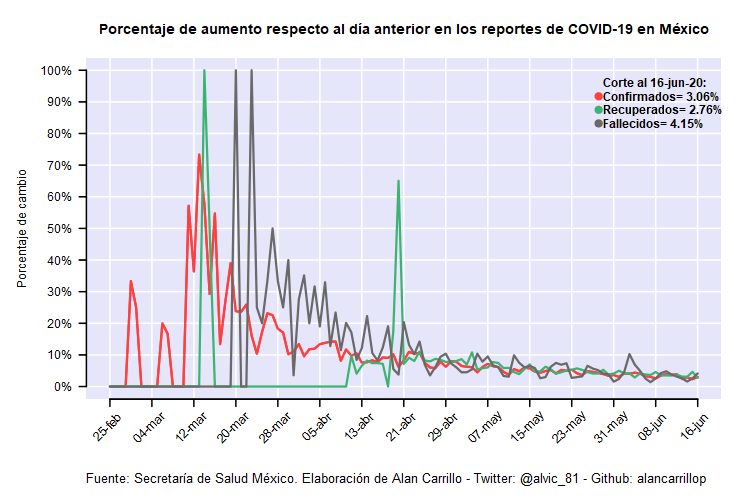 Porcentaje de aumento respecto al día anterior en los reportes de COVID-19 en México
Corte al 16-jun-20:
Confirmados= 3.06%
Recuperados= 2.76%
Fallecidos= 4.15%
Porcentaje de cambio
100%
90%
80%
70%
60%
50%
40%
30%
20%
10%
0%
25-feb
04-mar
12-mar
20-mar
28-mar
05-abr
13-abr
21-abr
29-abr
07-may
15-may
23-may
31-may
08-jun
16-jun
Fuente: Secretaría de Salud México. Elaboración de Alan Carrillo - Twitter: @alvic_81 - Github: alancarrillop